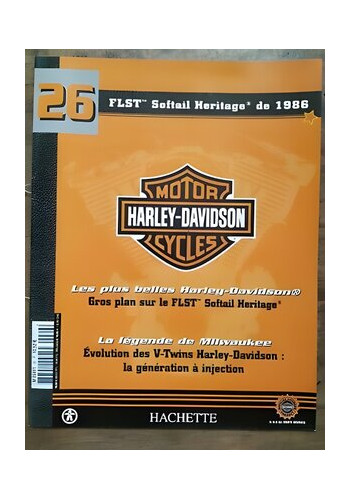 26
FLST™ Softail Heritage® de 1986
MOTOR
HARLEY-DAVIDSON
CYCLES
Les plus belles Harley-Davidson®
Gros plan sur le FLST™ Softail Heritage®
La légende de Milwaukee
Évolution des V-Twins Harley-Davidson :
la génération à injection
HACHETTE